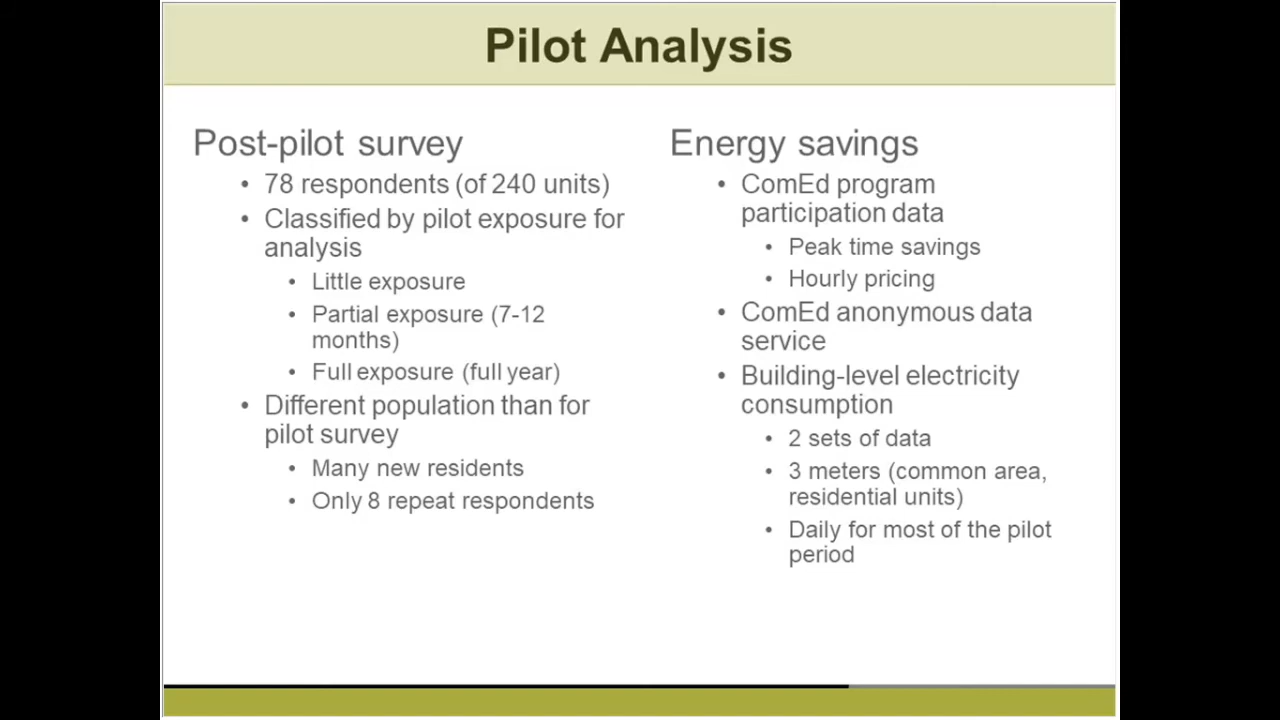 Pilot Analysis
Post-pilot survey
• 78 respondents (of 240 units)
• Classified by pilot exposure for
analysis
• Little exposure
• Partial exposure (7-12
months)
• Full exposure (full year)
• Different population than for
pilot survey
• Many new residents
• Only 8 repeat respondents
Energy savings
• ComEd program
participation data
• Peak time savings
• Hourly pricing
• ComEd anonymous data
service
• Building-level electricity
consumption
• 2 sets of data
• 3 meters (common area,
residential units)
• Daily for most of the pilot
period